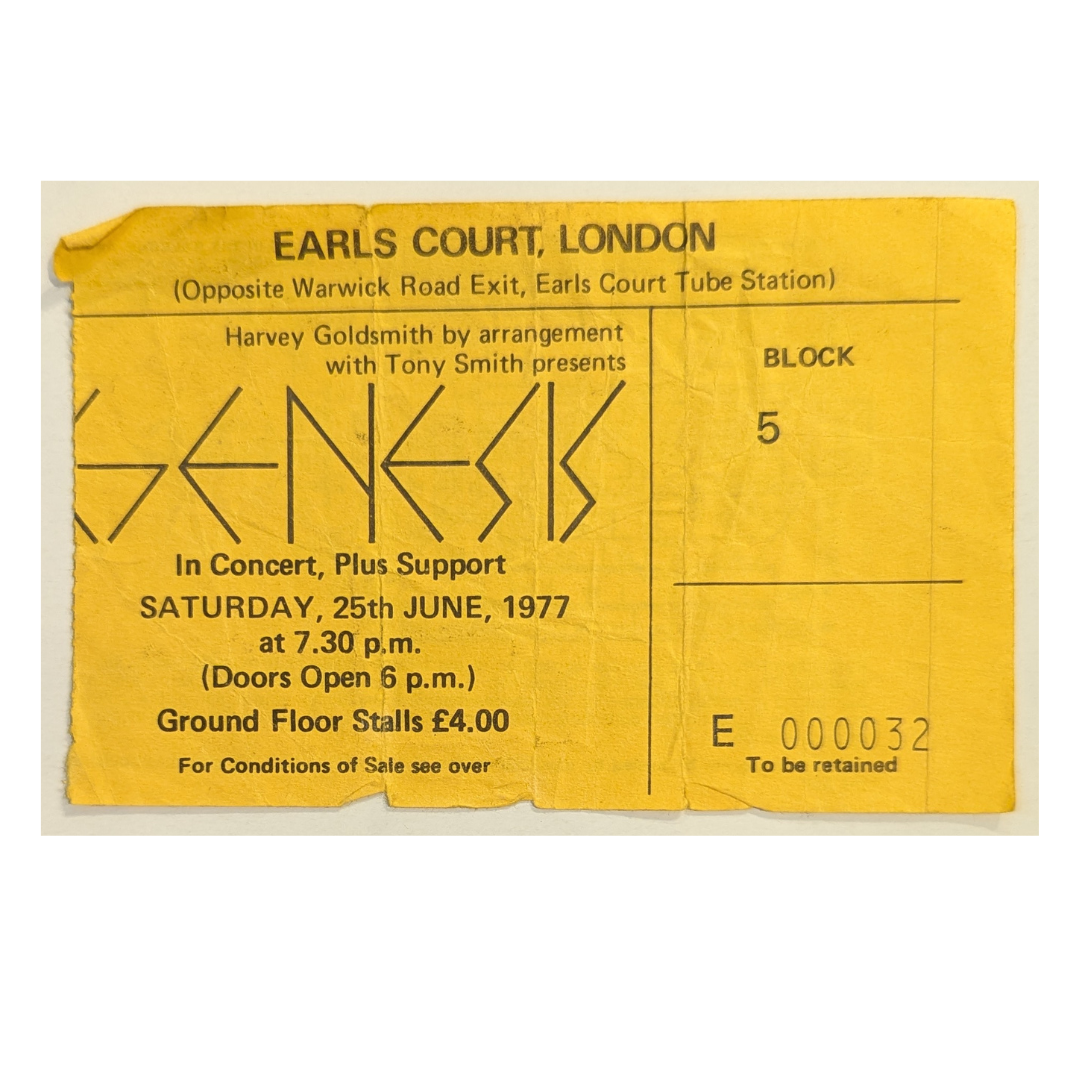 EARLS COURT, LONDON
(Opposite Warwick Road Exit, Earls Court Tube Station)
Harvey Goldsmith by arrangement
with Tony Smith presents
GENESIS
In Concert, Plus Support
SATURDAY, 25th JUNE, 1977
at 7.30 p.m.
(Doors Open 6 p.m.)
Ground Floor Stalls £4.00
For Conditions of Sale see over
BLOCK
5
E 000032
To be retained